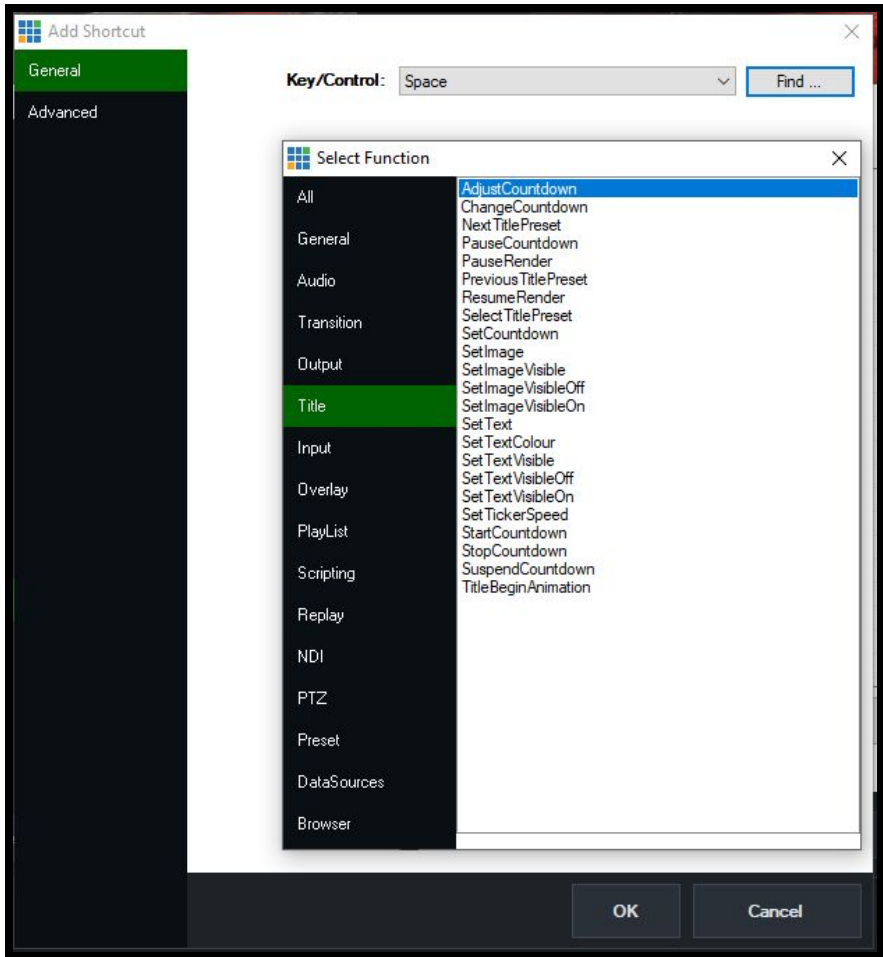 Add Shortcut
General
Advanced
Key/Control: Space Find ...
Select Function
All
General
Audio
Transition
Output
Title
Input
Overlay
PlayList
Scripting
Replay
NDI
PTZ
Preset
DataSources
Browser
AdjustCountdown
ChangeCountdown
NextTitlePreset
PauseCountdown
PauseRender
PreviousTitlePreset
ResumeRender
SelectTitlePreset
SetCountdown
SetImage
SetImageVisible
SetImageVisibleOff
SetImageVisibleOn
SetText
SetTextColour
SetTextVisible
SetTextVisibleOff
SetTextVisibleOn
SetTickerSpeed
StartCountdown
StopCountdown
SuspendCountdown
TitleBeginAnimation
OK Cancel